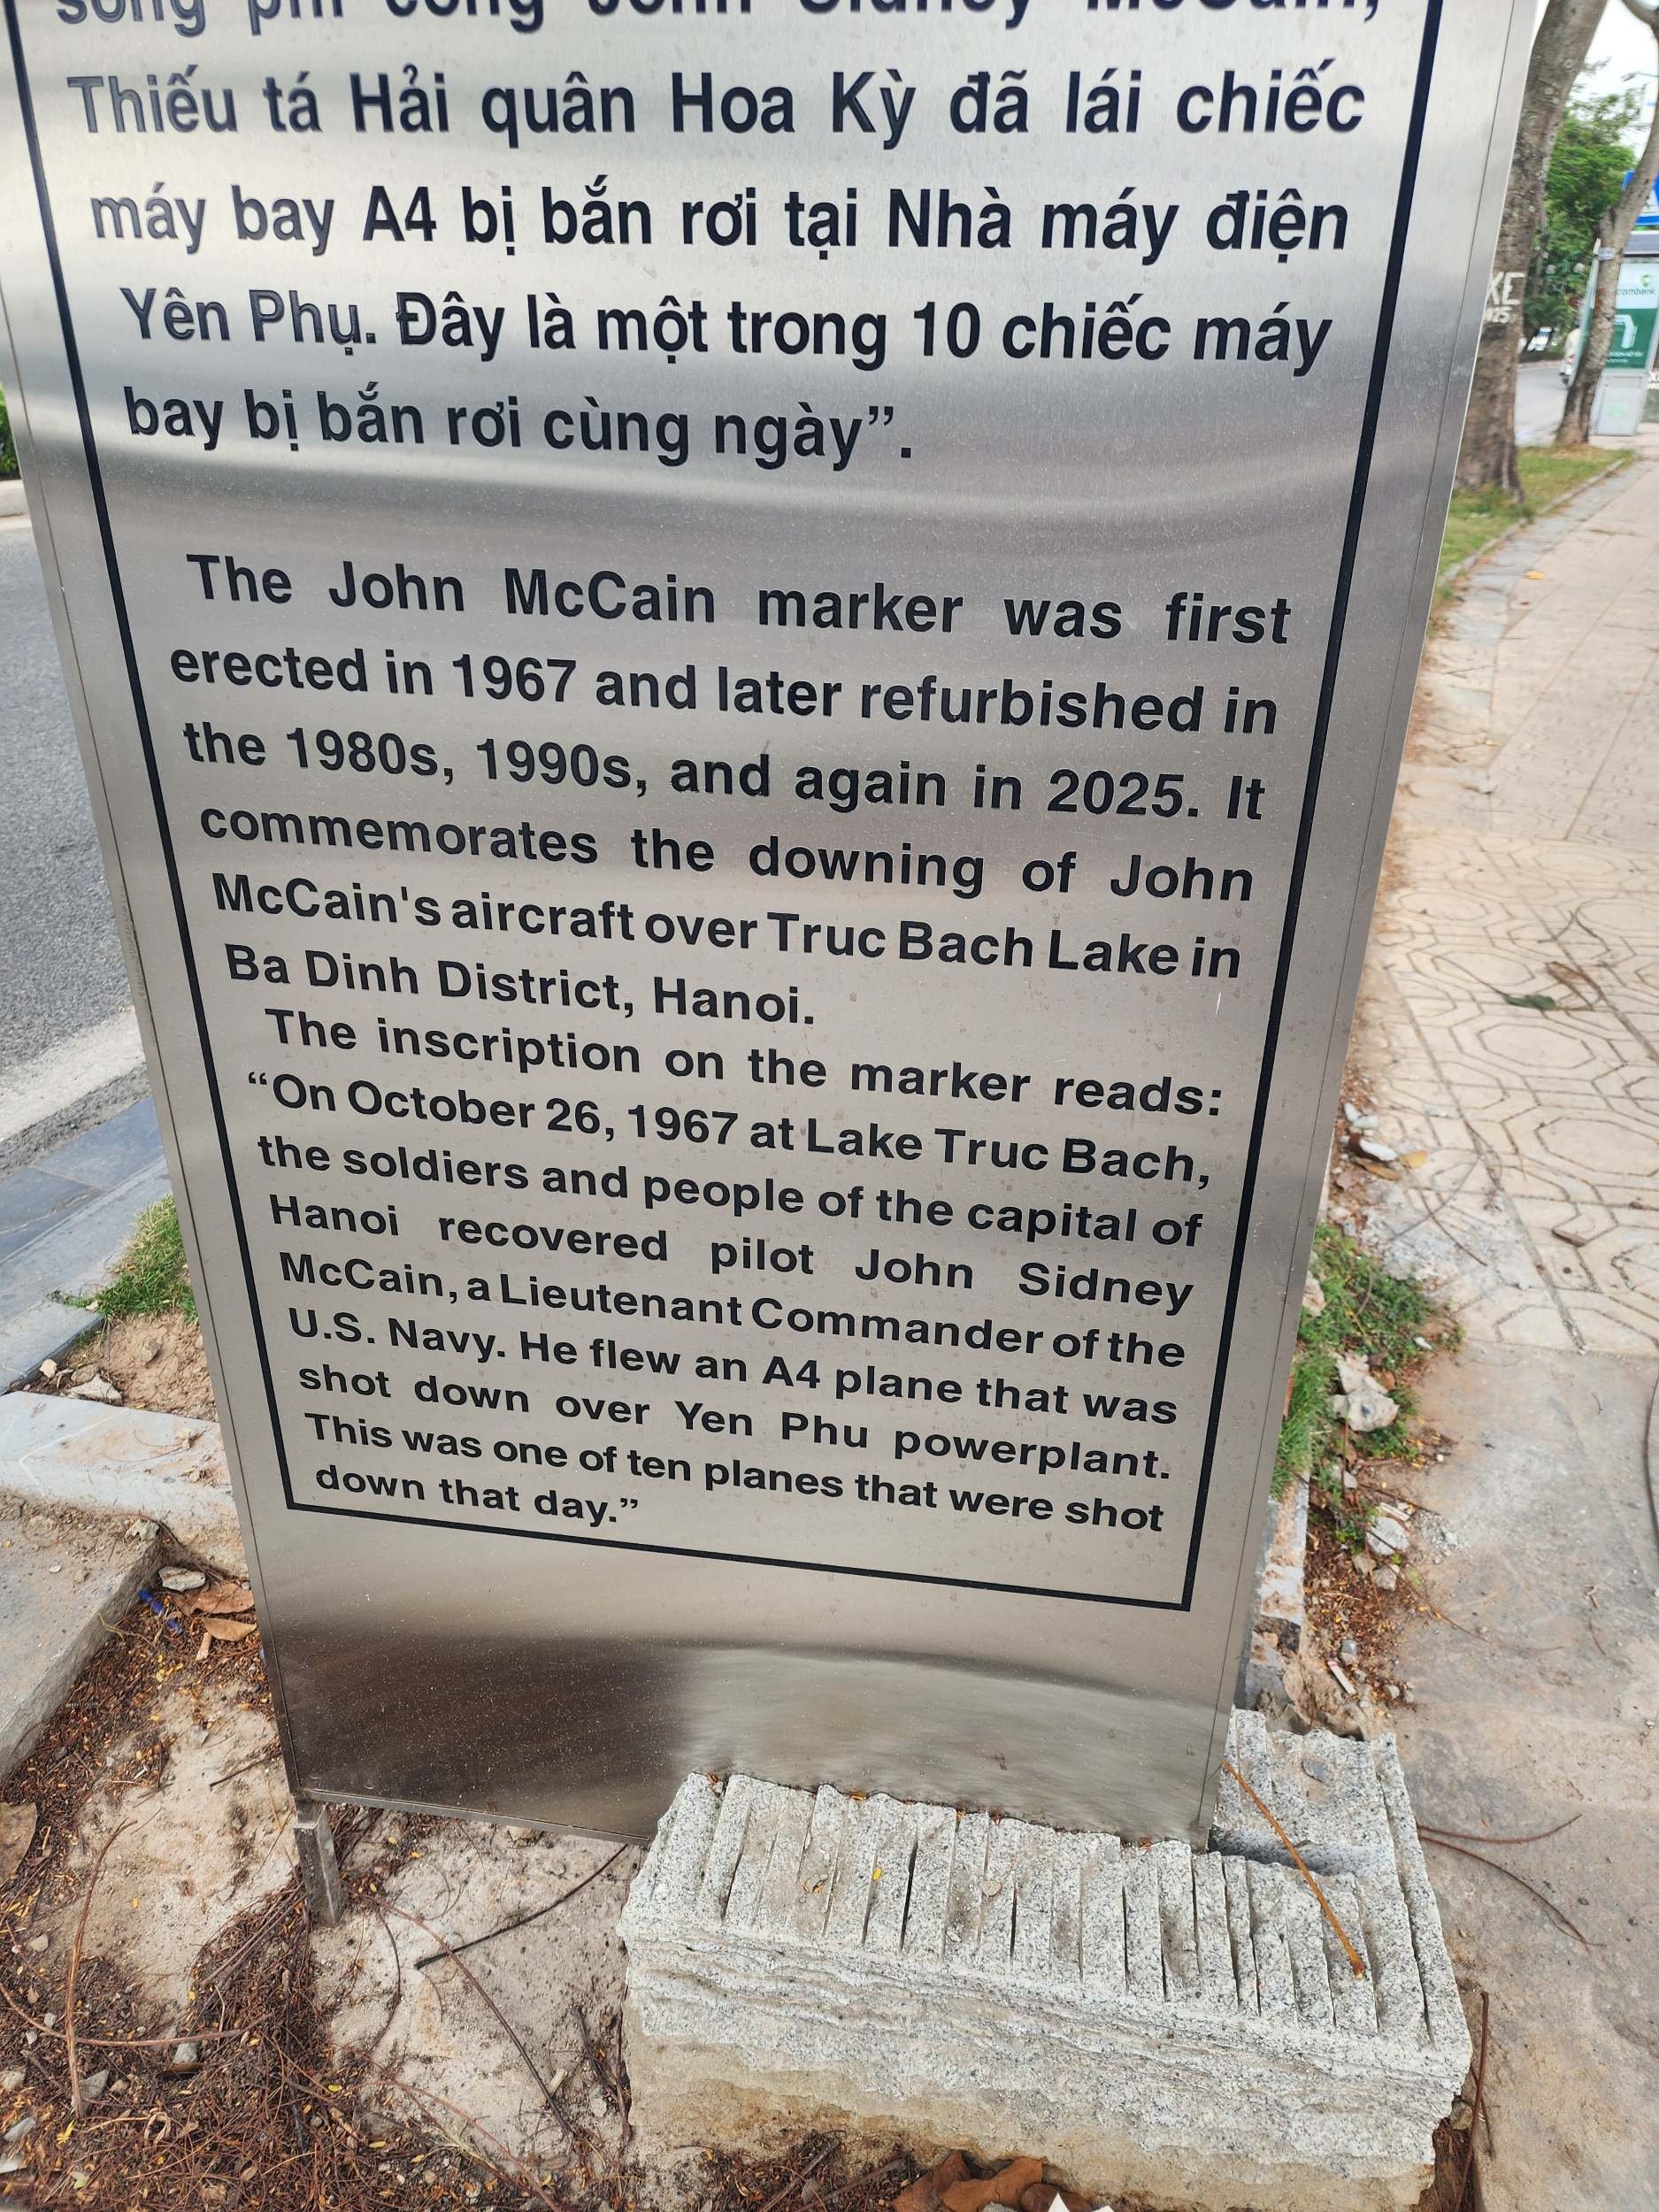 sống phi công John Sidney McCain,
Thiếu tá Hải quân Hoa Kỳ đã lái chiếc
máy bay A4 bị bắn rơi tại Nhà máy điện
Yên Phụ. Đây là một trong 10 chiếc máy
bay bị bắn rơi cùng ngày”.
The John McCain marker was first
erected in 1967 and later refurbished in
the 1980s, 1990s, and again in 2025. It
commemorates the downing of John
McCain's aircraft over Truc Bach Lake in
Ba Dinh District, Hanoi.
The inscription on the marker reads:
“On October 26, 1967 at Lake Truc Bach,
the soldiers and people of the capital of
Hanoi recovered pilot John Sidney
McCain, a Lieutenant Commander of the
U.S. Navy. He flew an A4 plane that was
shot down over Yen Phu powerplant.
This was one of ten planes that were shot
down that day.”